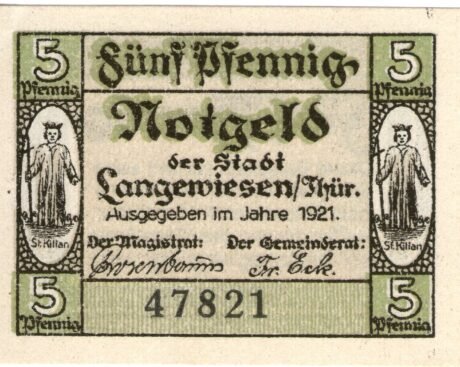 5 Fünf Pfennig 5
Pfennig Pfennig
Notgeld
der Stadt
Langewiesen/Thür.
Ausgegeben im Jahre 1921.
St. Kilian St. Kilian
Der Magistrat: Der Gemeinderat:
Rosenbaum Fr. Eck.
5 47821 5
Pfennig Pfennig